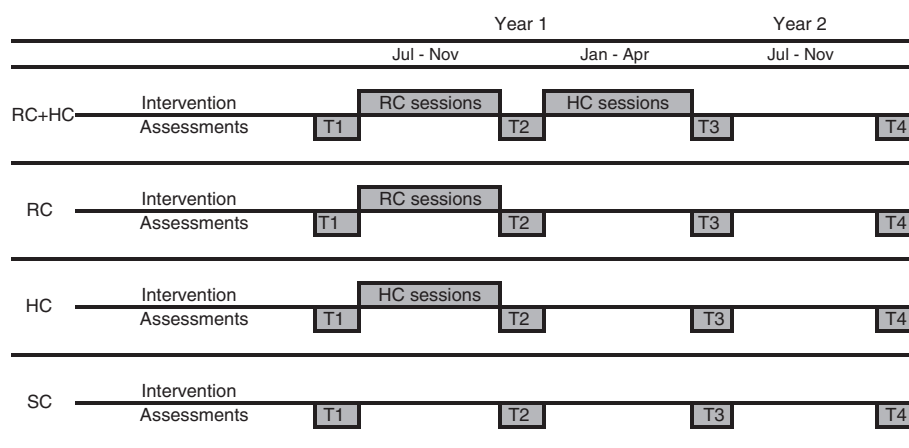 Year 1 Year 2
Jul - Nov Jan - Apr Jul - Nov
RC+HC Intervention RC sessions HC sessions
Assessments T1 T2 T3 T4
RC Intervention RC sessions
Assessments T1 T2 T3 T4
HC Intervention HC sessions
Assessments T1 T2 T3 T4
SC Intervention
Assessments T1 T2 T3 T4